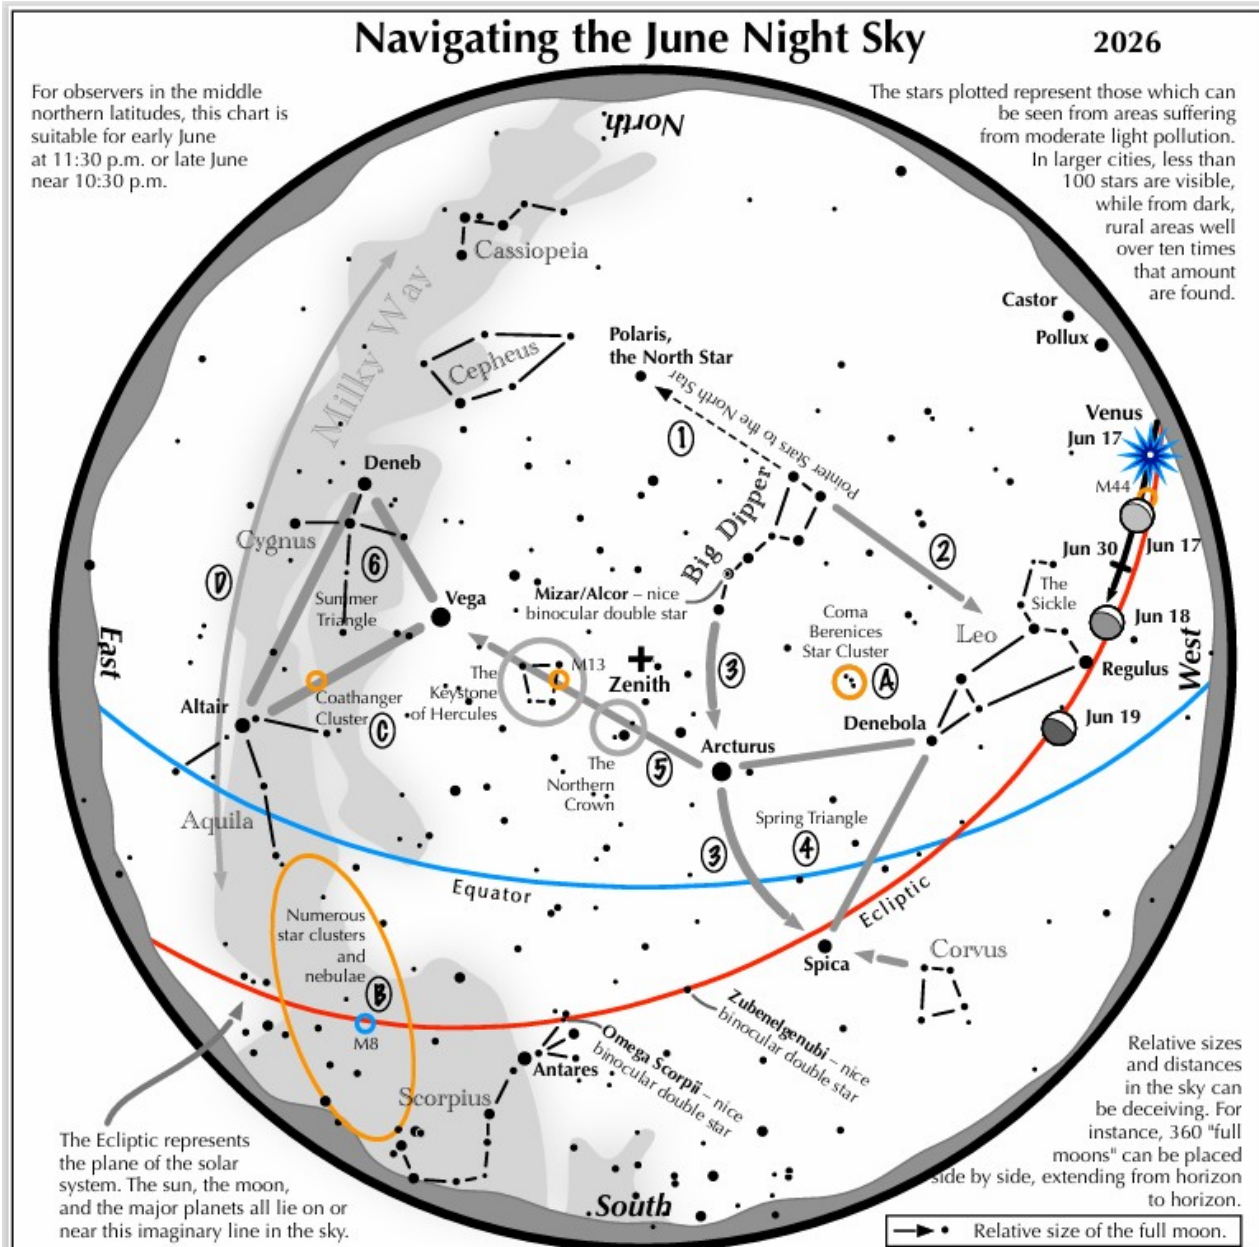 Navigating the June Night Sky
2026
For observers in the middle
northern latitudes, this chart is
suitable for early June
at 11:30 p.m. or late June
near 10:30 p.m.
The stars plotted represent those which can
be seen from areas suffering
from moderate light pollution.
In larger cities, less than
100 stars are visible,
while from dark,
rural areas well
over ten times
that amount
are found.
North
Cassiopeia
Milky Way
Cepheus
Polaris,
the North Star
Castor
Pollux
Pointer Stars to the North Star
1
Venus
Jun 17
M44
Deneb
Cygnus
6
D
Big Dipper
2
Jun 30
Jun 17
The
Sickle
Jun 18
Summer
Triangle
Vega
Mizar/Alcor – nice
binocular double star
Coma
Berenices
Star Cluster
A
Leo
Regulus
West
East
The
Keystone
of Hercules
M13
Zenith
3
Altair
Coathanger
Cluster
C
Denebola
Jun 19
Arcturus
5
The
Northern
Crown
Aquila
Spring Triangle
4
3
Equator
Ecliptic
Numerous
star clusters
and
nebulae
B
M8
Spica
Corvus
Zubenelgenubi – nice
binocular double star
Omega Scorpii – nice
binocular double star
Antares
Scorpius
South
The Ecliptic represents
the plane of the solar
system. The sun, the moon,
and the major planets all lie on or
near this imaginary line in the sky.
Relative sizes
and distances
in the sky can
be deceiving. For
instance, 360 "full
moons" can be placed
side by side, extending from horizon
to horizon.
Relative size of the full moon.